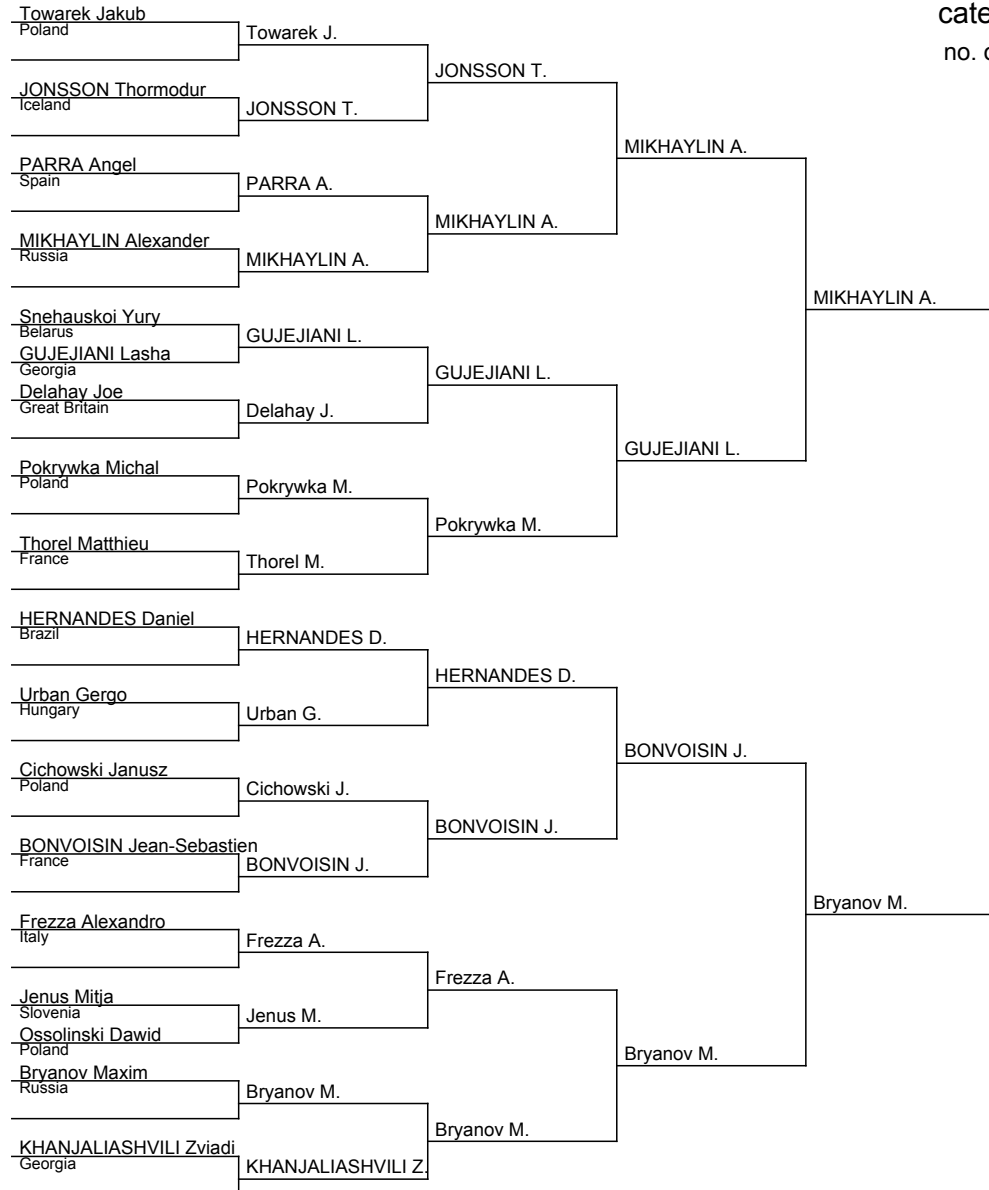 Towarek Jakub
Poland
Towarek J.
JONSSON T.
JONSSON Thormodur
Iceland
JONSSON T.
MIKHAYLIN A.
PARRA Angel
Spain
PARRA A.
MIKHAYLIN A.
MIKHAYLIN Alexander
Russia
MIKHAYLIN A.
MIKHAYLIN A.
Snehauskoi Yury
Belarus
GUJEJIANI L.
GUJEJIANI Lasha
Georgia
GUJEJIANI L.
Delahay Joe
Great Britain
Delahay J.
GUJEJIANI L.
Pokrywka Michal
Poland
Pokrywka M.
Pokrywka M.
Thorel Matthieu
France
Thorel M.
HERNANDES Daniel
Brazil
HERNANDES D.
HERNANDES D.
Urban Gergo
Hungary
Urban G.
BONVOISIN J.
Cichowski Janusz
Poland
Cichowski J.
BONVOISIN J.
BONVOISIN Jean-Sebastien
France
BONVOISIN J.
Bryanov M.
Frezza Alexandro
Italy
Frezza A.
Frezza A.
Jenus Mitja
Slovenia
Jenus M.
Ossolinski Dawid
Poland
Bryanov M.
Bryanov Maxim
Russia
Bryanov M.
Bryanov M.
KHANJALIASHVILI Zviadi
Georgia
KHANJALIASHVILI Z.
cate
no.